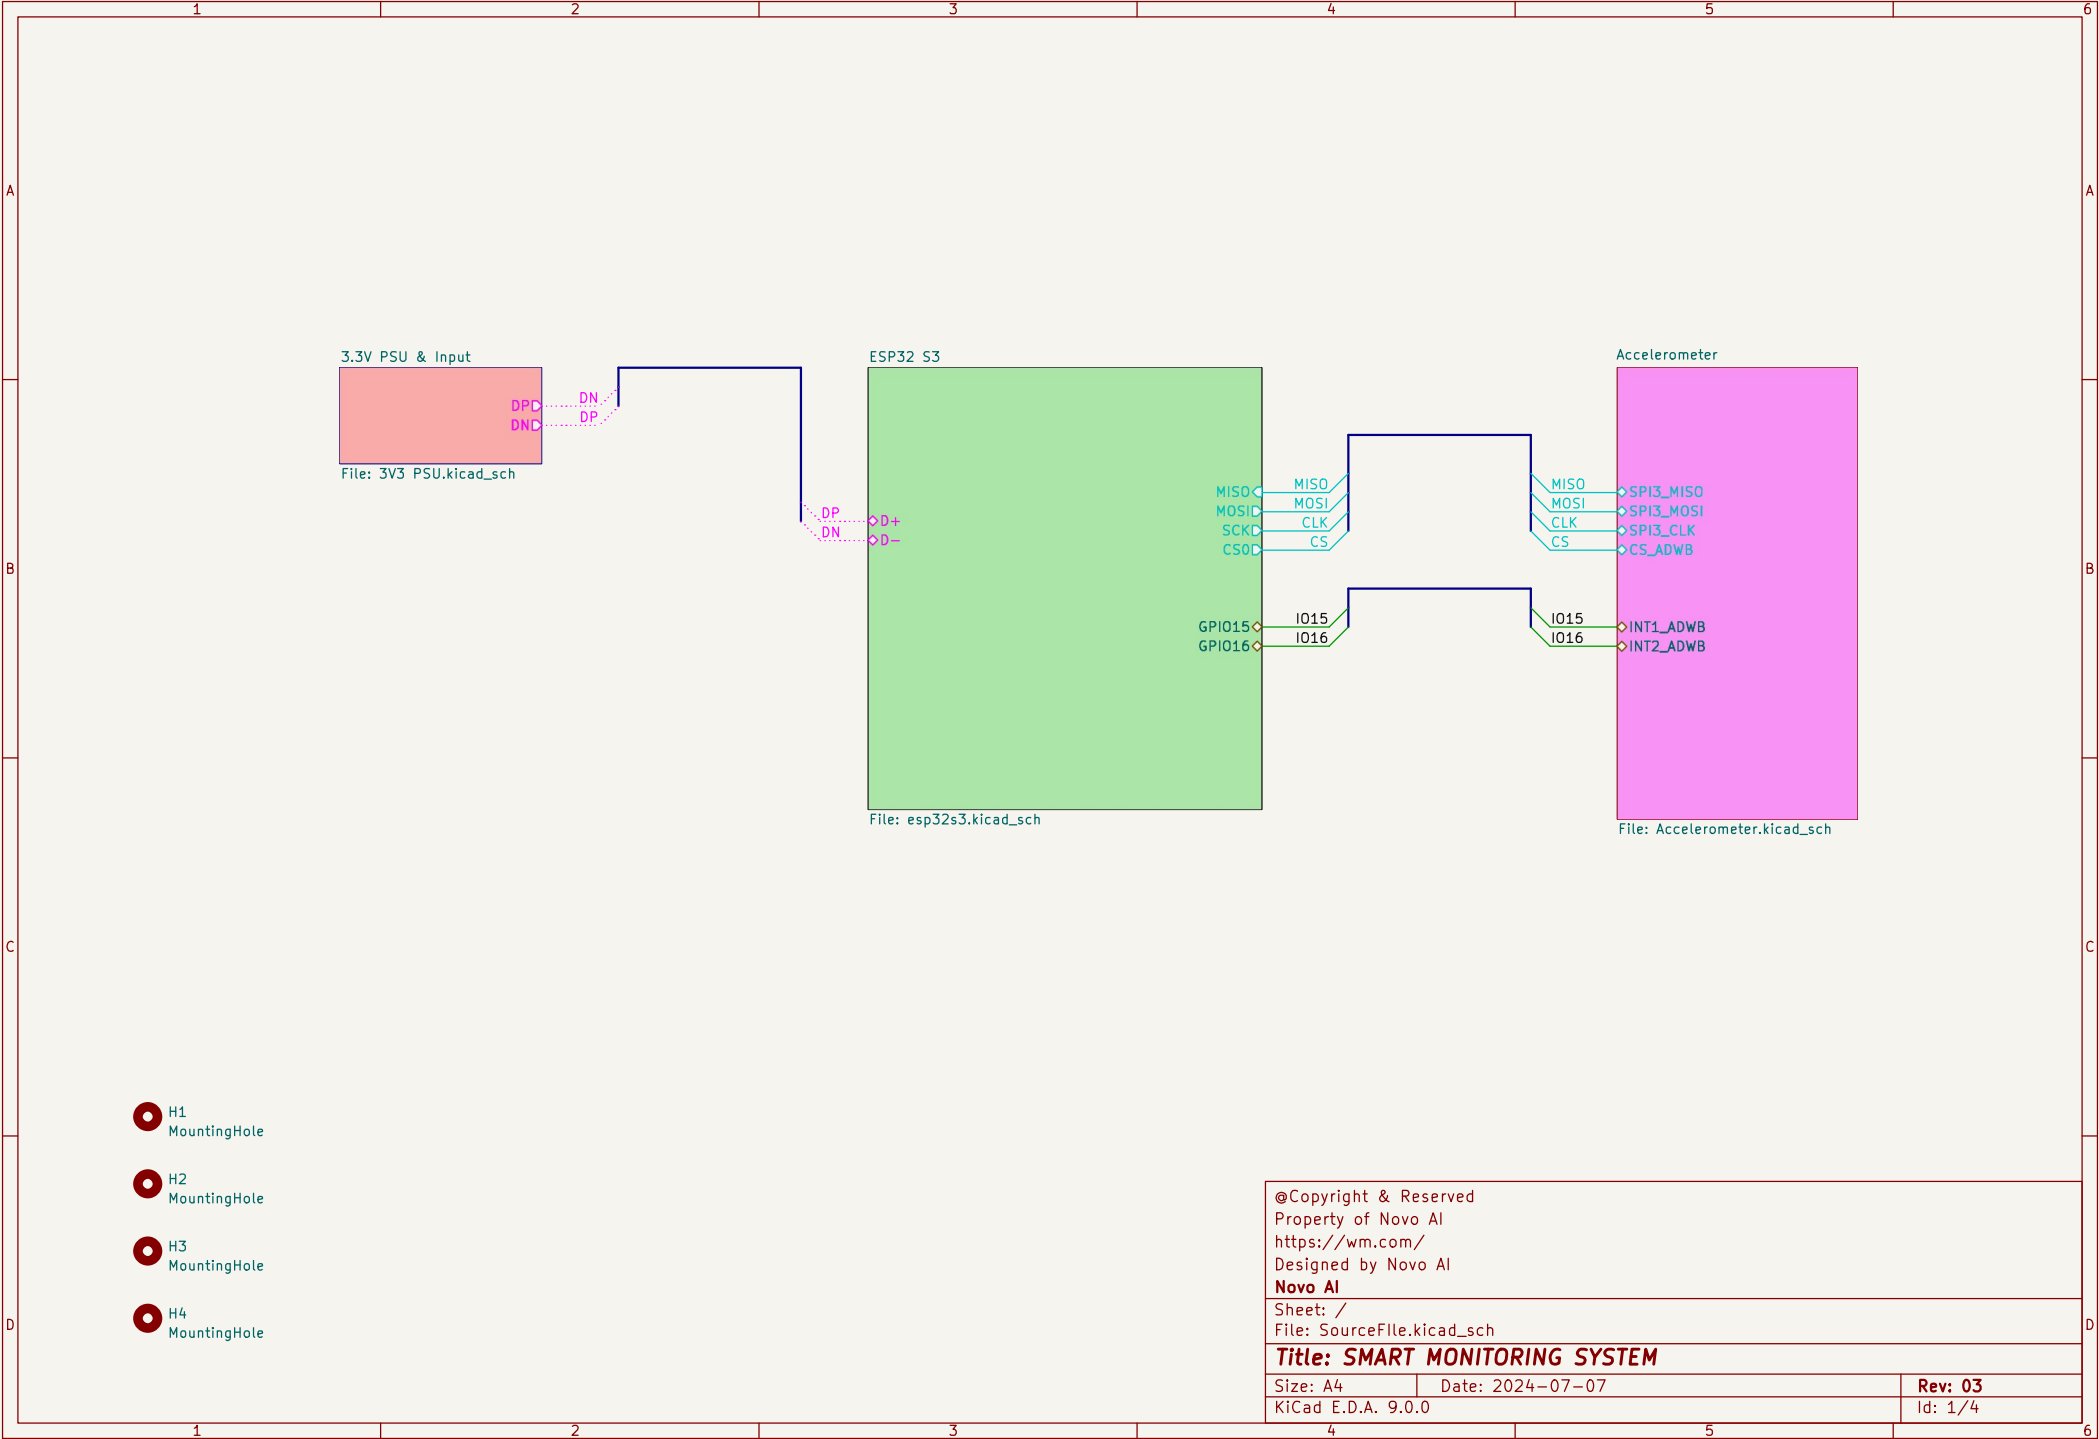 1 2 3 4 5 6
A A
3.3V PSU & Input
DP
DN
DN
DP
File: 3V3 PSU.kicad_sch
ESP32 S3
DP
DN
D+
D-
MISO
MOSI
SCK
CS0
GPIO15
GPIO16
File: esp32s3.kicad_sch
MISO
MOSI
CLK
CS
IO15
IO16
MISO
MOSI
CLK
CS
IO15
IO16
Accelerometer
SPI3_MISO
SPI3_MOSI
SPI3_CLK
CS_ADWB
INT1_ADWB
INT2_ADWB
File: Accelerometer.kicad_sch
B B
C C
H1
MountingHole
H2
MountingHole
H3
MountingHole
H4
MountingHole
D D
@Copyright & Reserved
Property of Novo AI
https://wm.com/
Designed by Novo AI
Novo AI
Sheet: /
File: SourceFIle.kicad_sch
Title: SMART MONITORING SYSTEM
Size: A4 Date: 2024-07-07 Rev: 03
KiCad E.D.A. 9.0.0 Id: 1/4
1 2 3 4 5 6